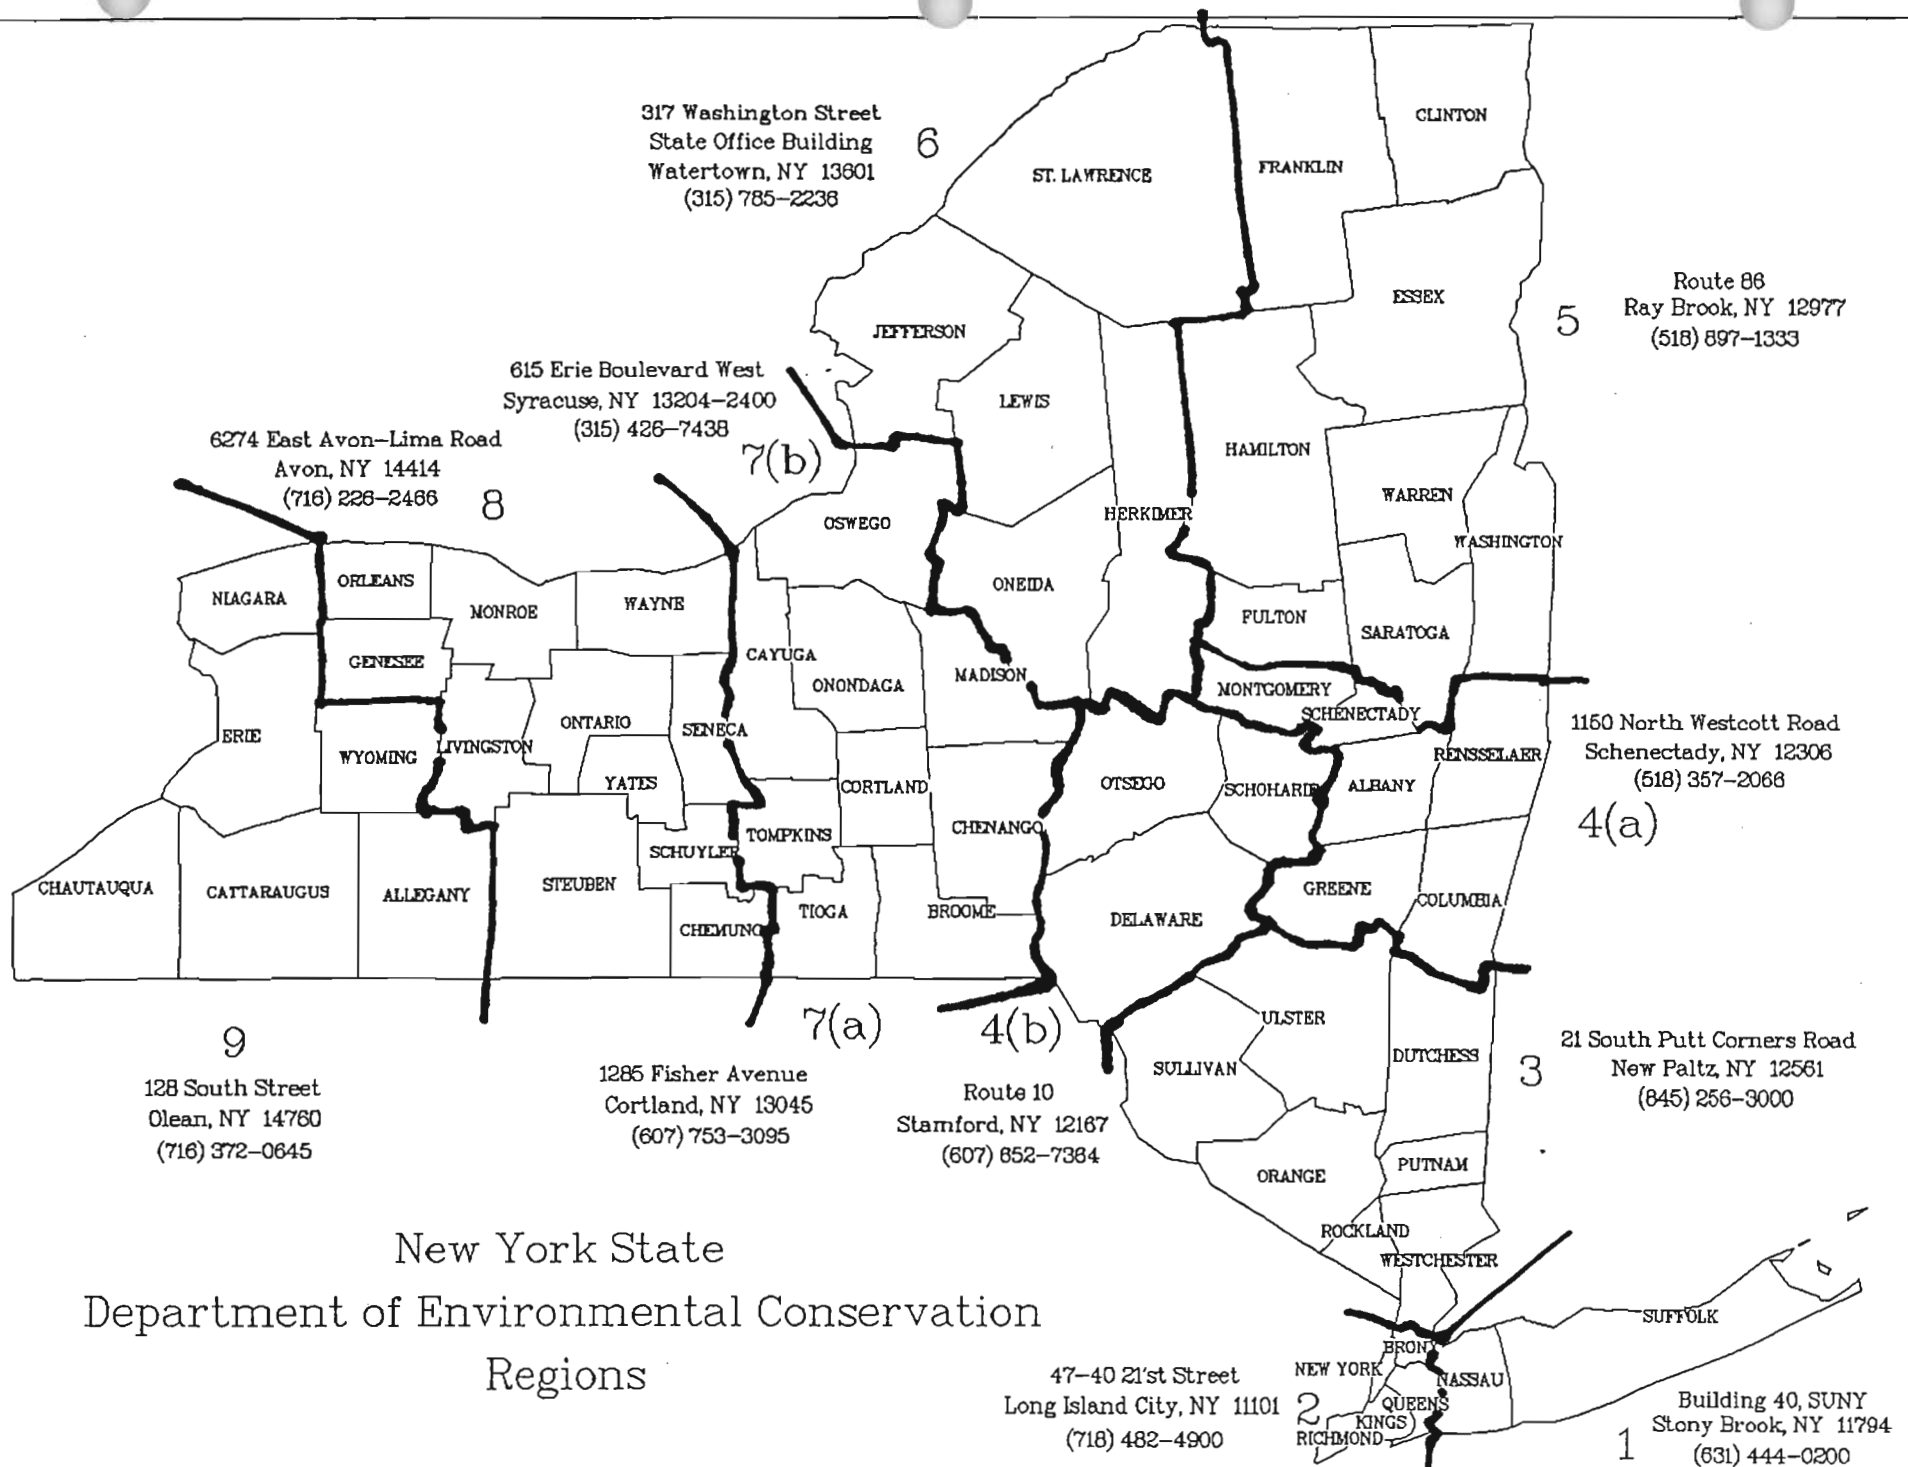 317 Washington Street
State Office Building
Watertown, NY 13601
(315) 785-2236
6
ST. LAWRENCE
FRANKLIN
CLINTON
ESSEX
5
Route 86
Ray Brook, NY 12977
(518) 897-1333
JEFFERSON
LEWIS
HAMILTON
HERKIMER
WARREN
WASHINGTON
615 Erie Boulevard West
Syracuse, NY 13204-2400
(315) 426-7438
7(b)
6274 East Avon-Lima Road
Avon, NY 14414
(716) 226-2466
8
OSWEGO
ONEIDA
FULTON
SARATOGA
NIAGARA
ORLEANS
MONROE
WAYNE
GENESEE
CAYUGA
ONONDAGA
MADISON
MONTGOMERY
SCHENECTADY
ERIE
WYOMING
LIVINGSTON
ONTARIO
SENECA
YATES
CORTLAND
OTSEGO
SCHOHARIE
ALBANY
RENSSELAER
1150 North Westcott Road
Schenectady, NY 12306
(518) 357-2066
4(a)
CHAUTAUQUA
CATTARAUGUS
ALLEGANY
STEUBEN
SCHUYLER
TOMPKINS
CHENANGO
CHEMUNG
TIOGA
BROOME
DELAWARE
GREENE
COLUMBIA
9
128 South Street
Olean, NY 14760
(716) 372-0645
7(a)
1285 Fisher Avenue
Cortland, NY 13045
(607) 753-3095
4(b)
Route 10
Stamford, NY 12167
(607) 652-7364
ULSTER
SULLIVAN
DUTCHESS
3
21 South Putt Corners Road
New Paltz, NY 12561
(845) 256-3000
ORANGE
PUTNAM
ROCKLAND
WESTCHESTER
New York State
Department of Environmental Conservation
Regions
SUFFOLK
BRONX
NEW YORK
NASSAU
QUEENS
KINGS
RICHMOND
47-40 21'st Street
Long Island City, NY 11101
(718) 482-4900
2
1
Building 40, SUNY
Stony Brook, NY 11794
(631) 444-0200